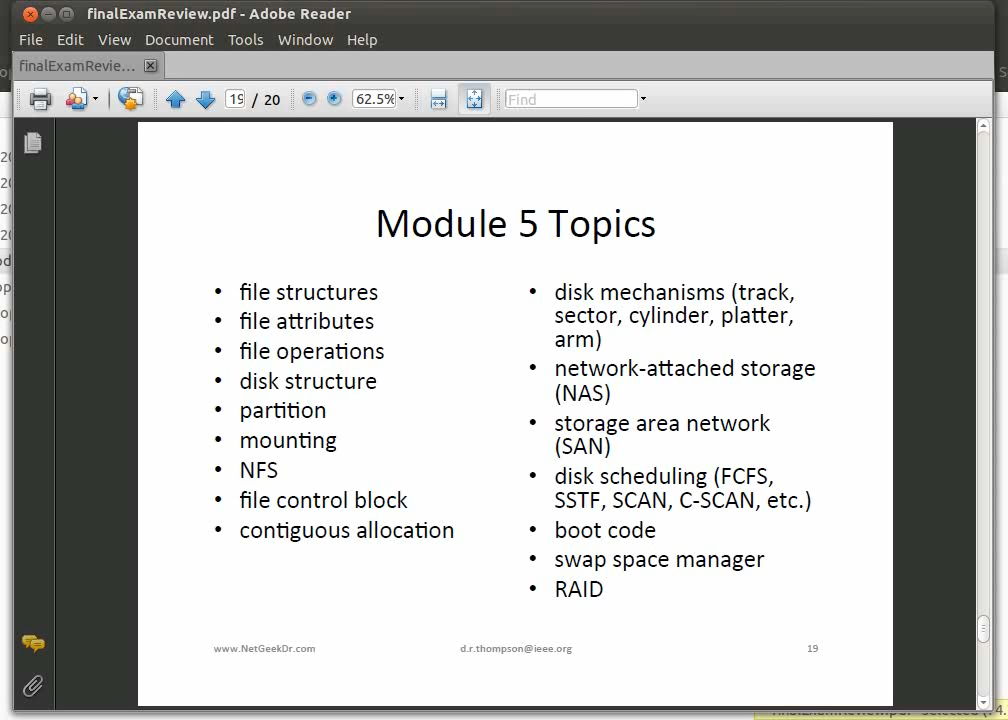 finalExamReview.pdf - Adobe Reader
File Edit View Document Tools Window Help
finalExamRevie...
19 / 20 62.5% Find
Module 5 Topics
• file structures
• file attributes
• file operations
• disk structure
• partition
• mounting
• NFS
• file control block
• contiguous allocation
• disk mechanisms (track,
sector, cylinder, platter,
arm)
• network-attached storage
(NAS)
• storage area network
(SAN)
• disk scheduling (FCFS,
SSTF, SCAN, C-SCAN, etc.)
• boot code
• swap space manager
• RAID
www.NetGeekDr.com d.r.thompson@ieee.org 19